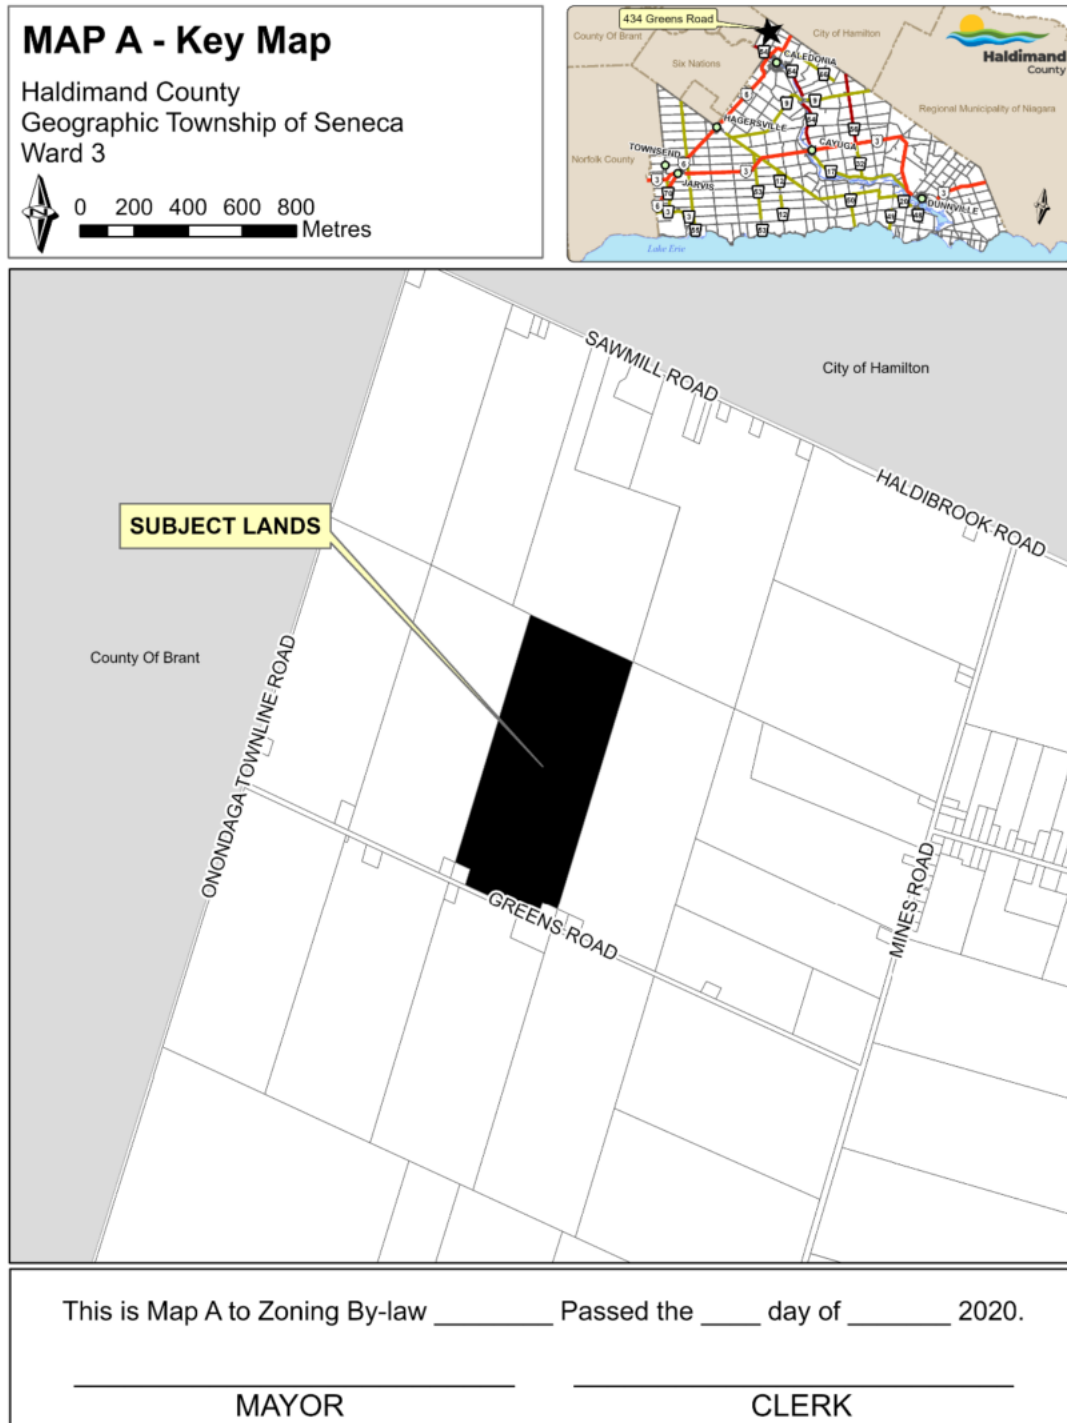 MAP A - Key Map
Haldimand County
Geographic Township of Seneca
Ward 3
N
0 200 400 600 800
Metres
434 Greens Road
County Of Brant
City of Hamilton
Haldimand
County
Six Nations
CALEDONIA
Regional Municipality of Niagara
HAGERSVILLE
CAYUGA
TOWNSEND
Norfolk County
JARVIS
DUNNVILLE
Lake Erie
SAWMILL ROAD
City of Hamilton
HALDIBROOK ROAD
SUBJECT LANDS
County Of Brant
ONONDAGA TOWNLINE ROAD
MINES ROAD
GREENS ROAD
This is Map A to Zoning By-law ________ Passed the ____ day of _______ 2020.
MAYOR
CLERK